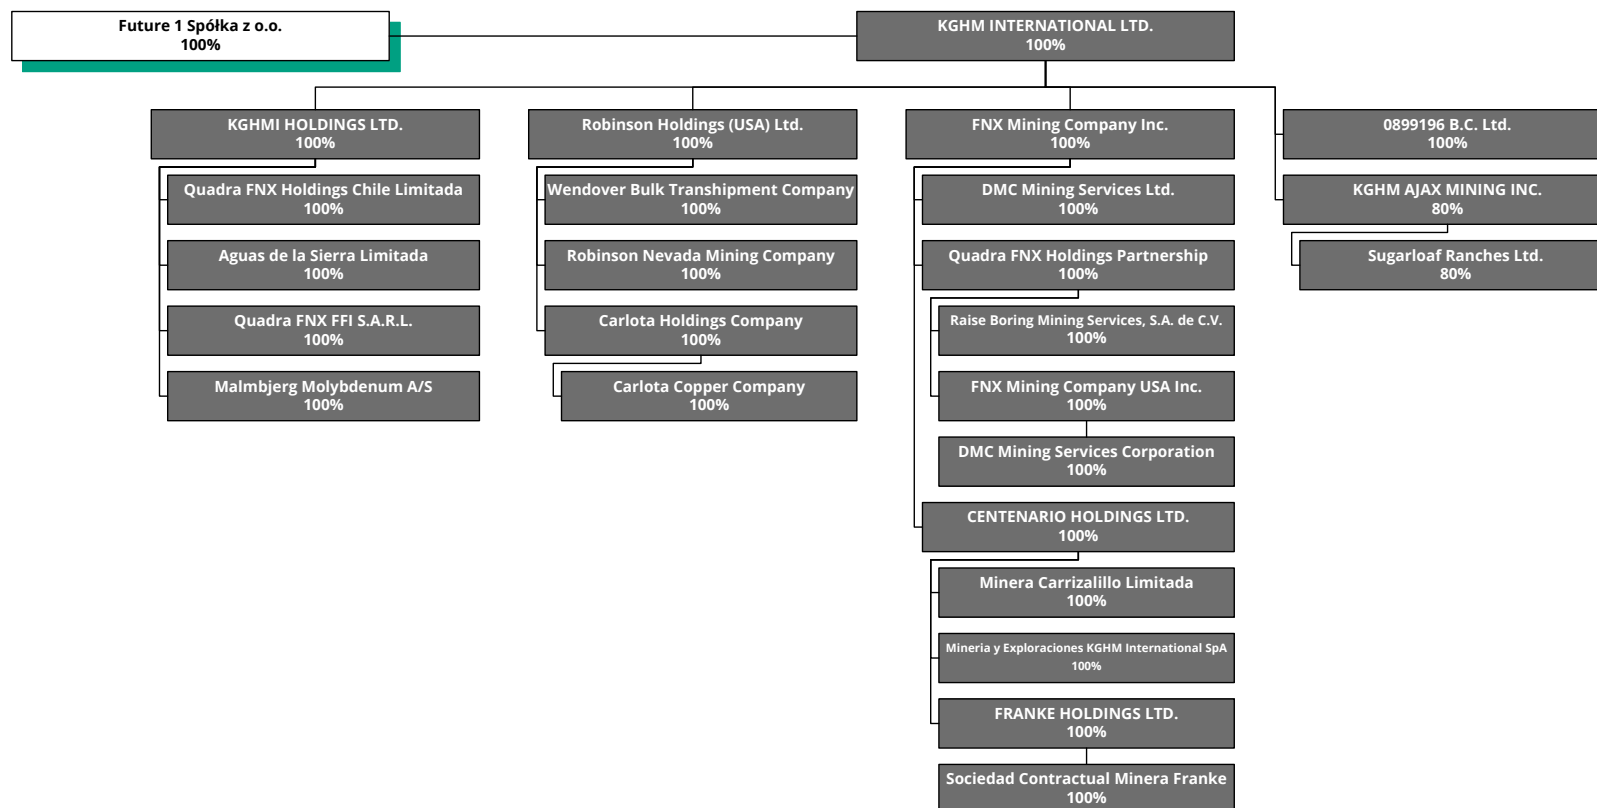 Future 1 Spółka z o.o.
100%
KGHM INTERNATIONAL LTD.
100%
KGHMI HOLDINGS LTD.
100%
Quadra FNX Holdings Chile Limitada
100%
Aguas de la Sierra Limitada
100%
Quadra FNX FFI S.A.R.L.
100%
Malmbjerg Molybdenum A/S
100%
Robinson Holdings (USA) Ltd.
100%
Wendover Bulk Transhipment Company
100%
Robinson Nevada Mining Company
100%
Carlota Holdings Company
100%
Carlota Copper Company
100%
FNX Mining Company Inc.
100%
DMC Mining Services Ltd.
100%
Quadra FNX Holdings Partnership
100%
Raise Boring Mining Services, S.A. de C.V.
100%
FNX Mining Company USA Inc.
100%
DMC Mining Services Corporation
100%
CENTENARIO HOLDINGS LTD.
100%
Minera Carrizalillo Limitada
100%
Mineria y Exploraciones KGHM International SpA
100%
FRANKE HOLDINGS LTD.
100%
Sociedad Contractual Minera Franke
100%
0899196 B.C. Ltd.
100%
KGHM AJAX MINING INC.
80%
Sugarloaf Ranches Ltd.
80%